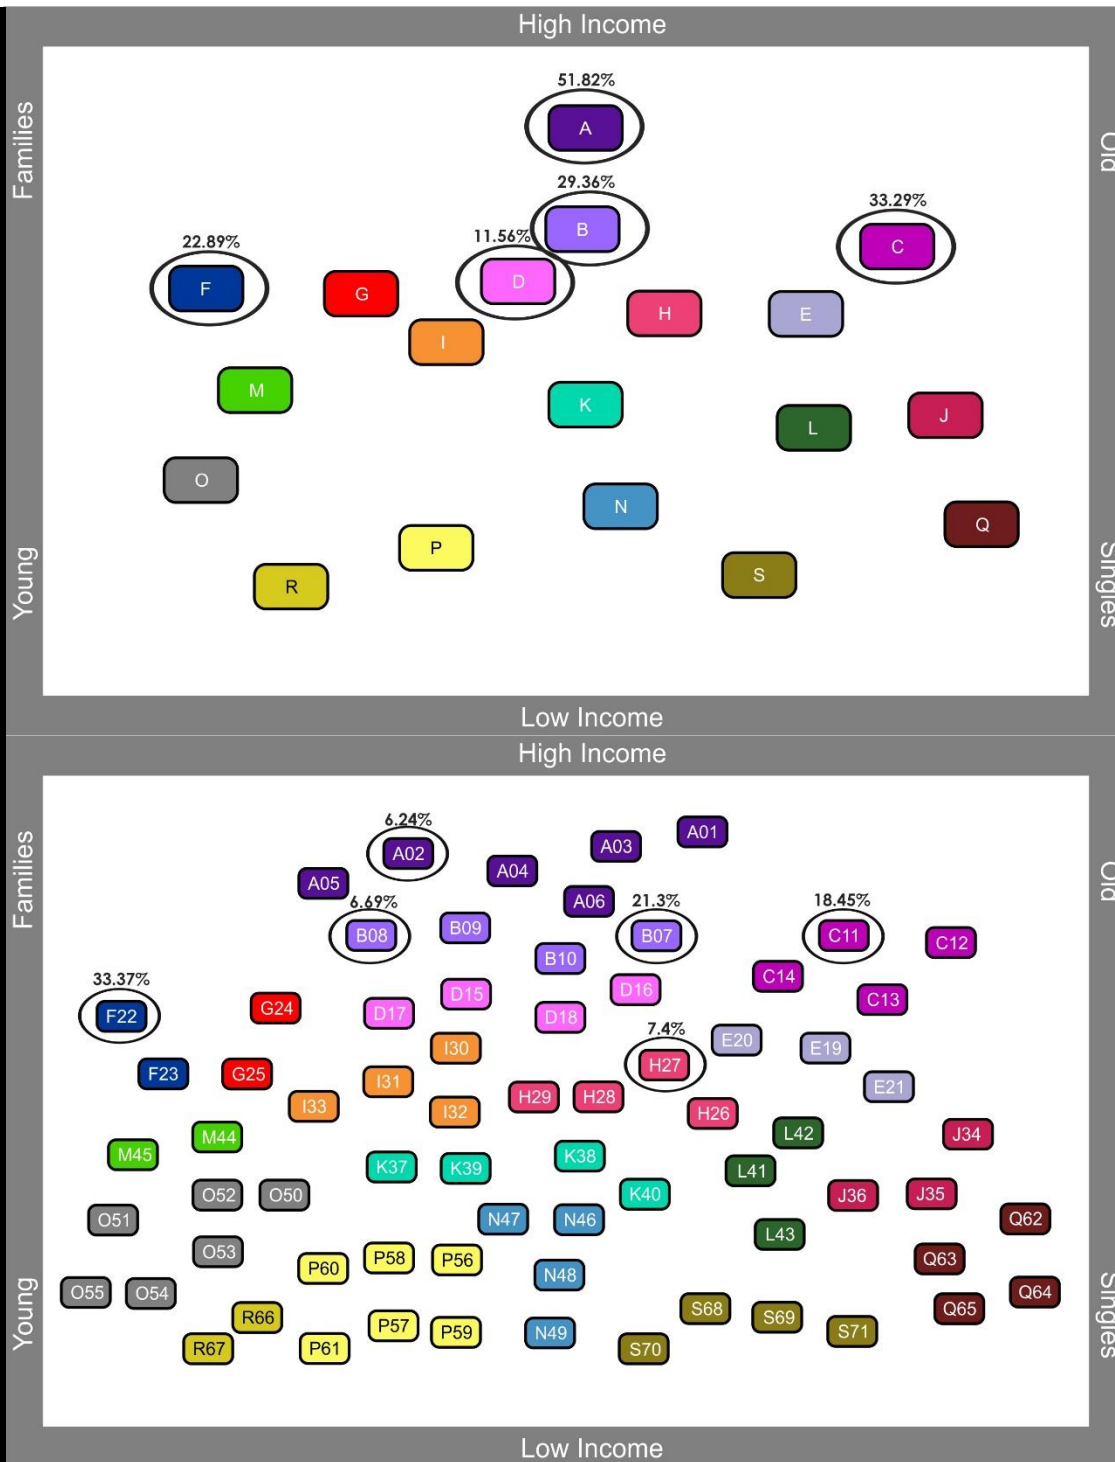 High Income
Families
Old
51.82%
A
29.36%
B
33.29%
C
22.89%
F
11.56%
D
G
H
E
I
M
K
L
J
O
N
Q
P
R
S
Young
Singles
Low Income
High Income
Families
Old
6.24%
A02
A03
A01
A05
A04
A06
6.69%
B08
B09
21.3%
B07
18.45%
C11
C12
B10
C14
C13
33.37%
F22
G24
D17
D15
D16
D18
F23
G25
I30
7.4%
H27
E20
E19
I33
I31
I32
H29
H28
H26
E21
M45
M44
L42
J34
K37
K39
K38
L41
O52
O50
K40
J36
J35
O51
N47
N46
L43
Q62
O53
P60
P58
P56
N48
Q63
O55
O54
Q64
R66
P57
P59
S68
S69
S71
Q65
R67
P61
N49
S70
Young
Singles
Low Income